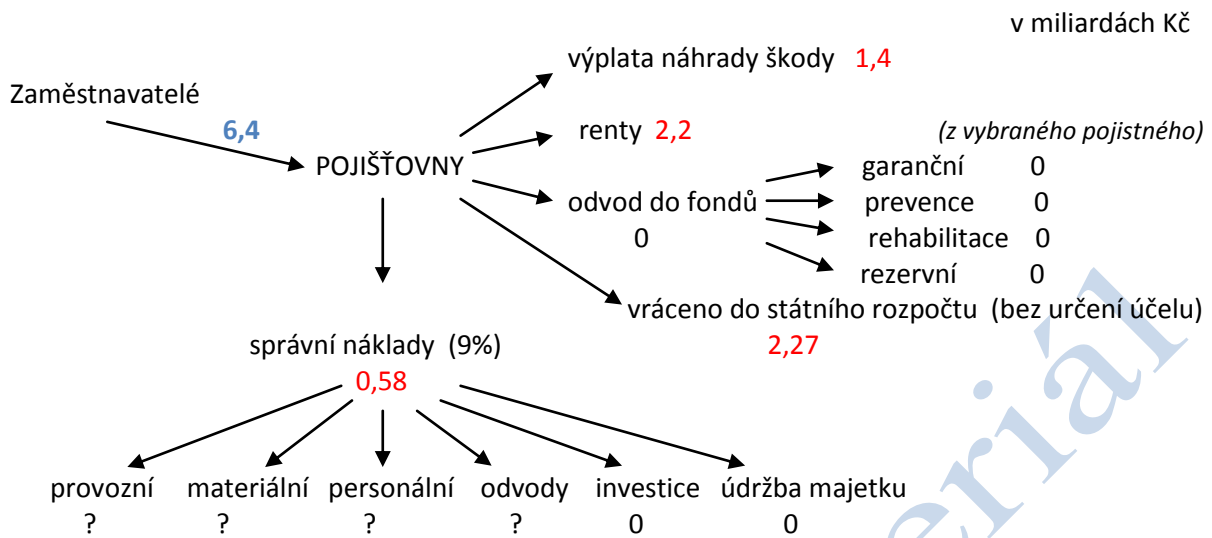 v miliardách Kč
výplata náhrady škody 1,4
Zaměstnavatelé
6,4
renty 2,2
(z vybraného pojistného)
POJIŠŤOVNY
garanční 0
odvod do fondů
prevence 0
0
rehabilitace 0
rezervní 0
vráceno do státního rozpočtu (bez určení účelu)
správní náklady (9%)
2,27
0,58
provozní materiální personální odvody investice údržba majetku
? ? ? ? 0 0
eriál